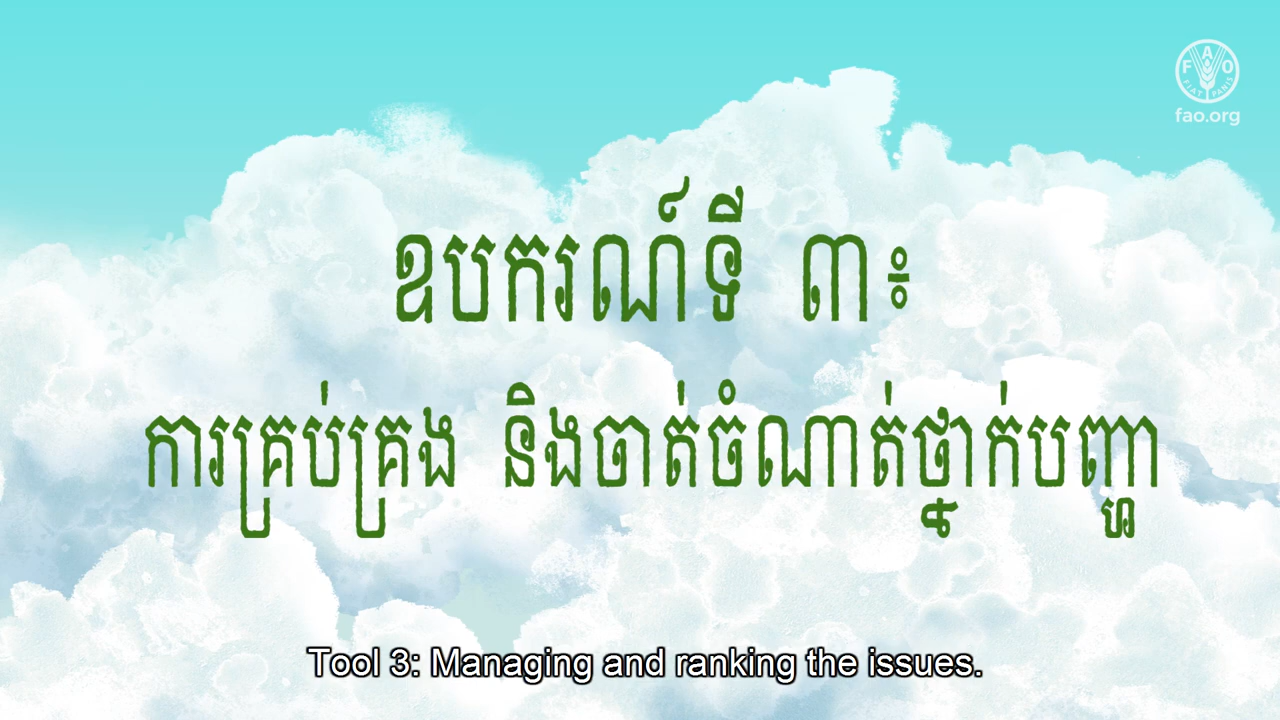 F A O
FIAT PANIS
fao.org
ឧបករណ៍ទី ៣៖
ការគ្រប់គ្រង និងចាត់ចំណាត់ថ្នាក់បញ្ហា
Tool 3: Managing and ranking the issues.